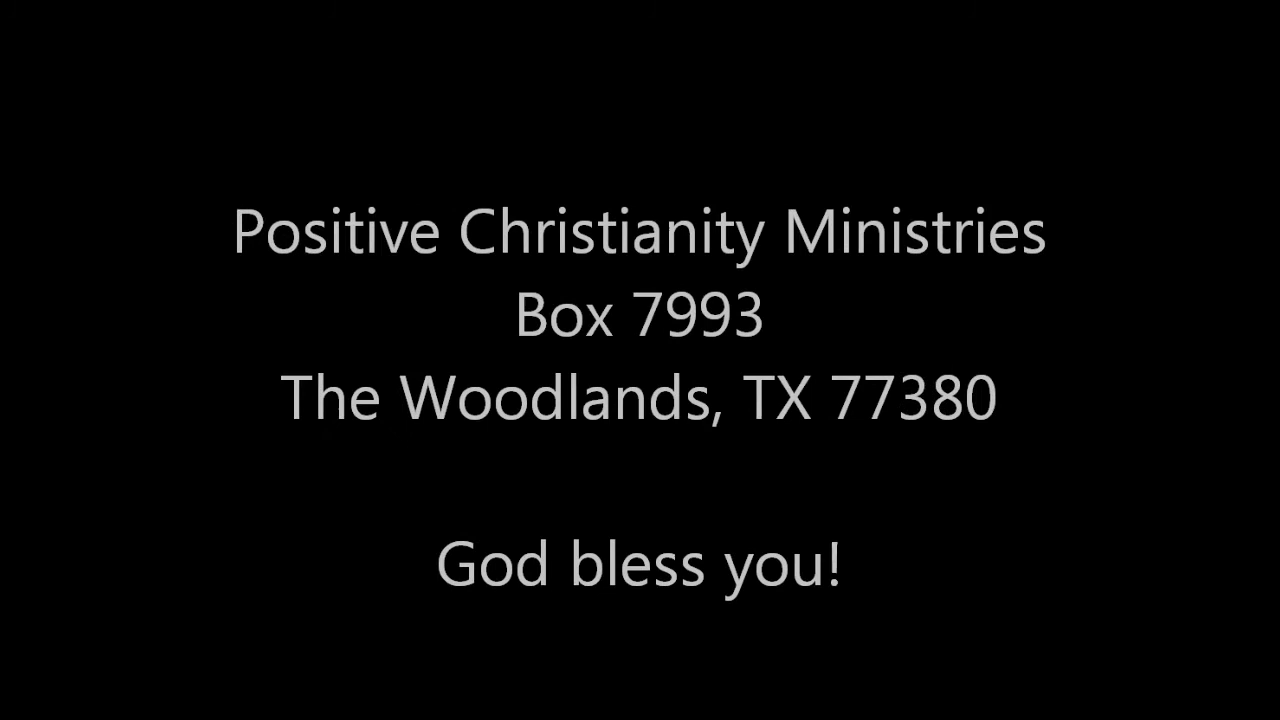 Positive Christianity Ministries
Box 7993
The Woodlands, TX 77380
God bless you!